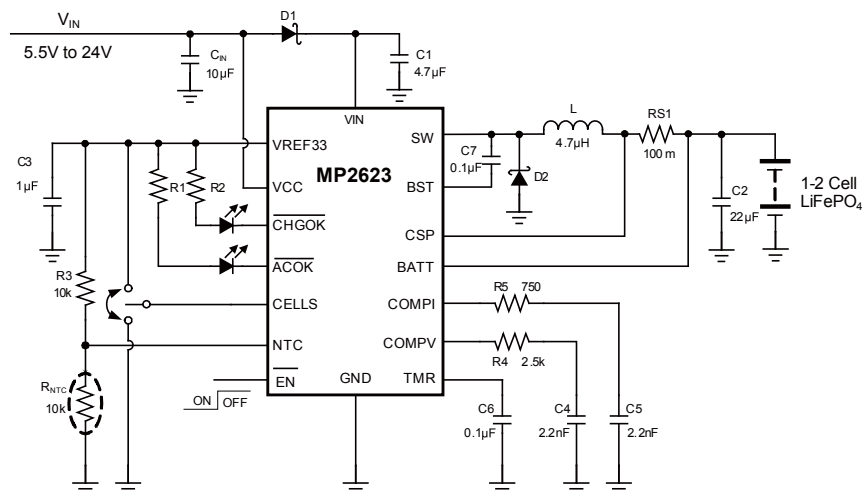 VIN
5.5V to 24V
D1
CIN
10µF
C1
4.7µF
VIN
MP2623
VREF33
VCC
CHGOK
ACOK
CELLS
NTC
EN
GND
SW
BST
CSP
BATT
COMPI
COMPV
TMR
C3
1µF
R1
R2
R3
10k
RNTC
10k
ON
OFF
L
4.7µH
RS1
100 m
C7
0.1µF
D2
C2
22µF
1-2 Cell
LiFePO4
R5 750
R4 2.5k
C6
0.1µF
C4
2.2nF
C5
2.2nF